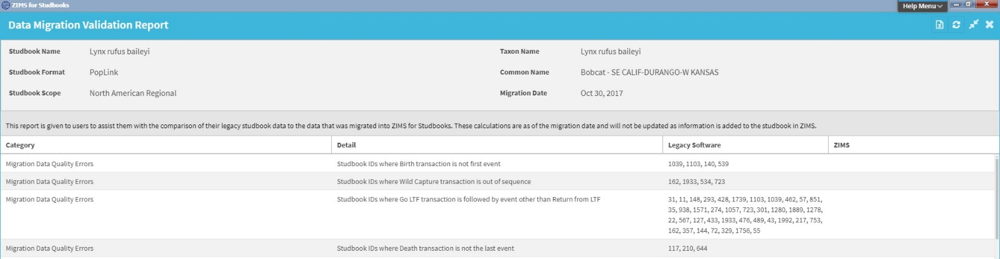 ZIMS for Studbooks
Help Menu
Data Migration Validation Report
Studbook Name Lynx rufus baileyi Taxon Name Lynx rufus baileyi
Studbook Format PopLink Common Name Bobcat - SE CALIF-DURANGO-W KANSAS
Studbook Scope North American Regional Migration Date Oct 30, 2017
This report is given to users to assist them with the comparison of their legacy studbook data to the data that was migrated into ZIMS for Studbooks. These calculations are as of the migration date and will not be updated as information is added to the studbook in ZIMS.
Category Detail Legacy Software ZIMS
Migration Data Quality Errors Studbook IDs where Birth transaction is not first event 1039, 1103, 140, 539
Migration Data Quality Errors Studbook IDs where Wild Capture transaction is out of sequence 162, 1933, 534, 723
Migration Data Quality Errors Studbook IDs where Go LTF transaction is followed by event other than Return from LTF 31, 11, 148, 293, 428, 1739, 1103, 1039, 462, 57, 851,
35, 938, 1571, 274, 1057, 723, 301, 1280, 1889, 1278,
22, 567, 127, 433, 1933, 476, 489, 43, 1992, 217, 753,
162, 357, 144, 72, 329, 1756, 55
Migration Data Quality Errors Studbook IDs where Death transaction is not the last event 117, 210, 644